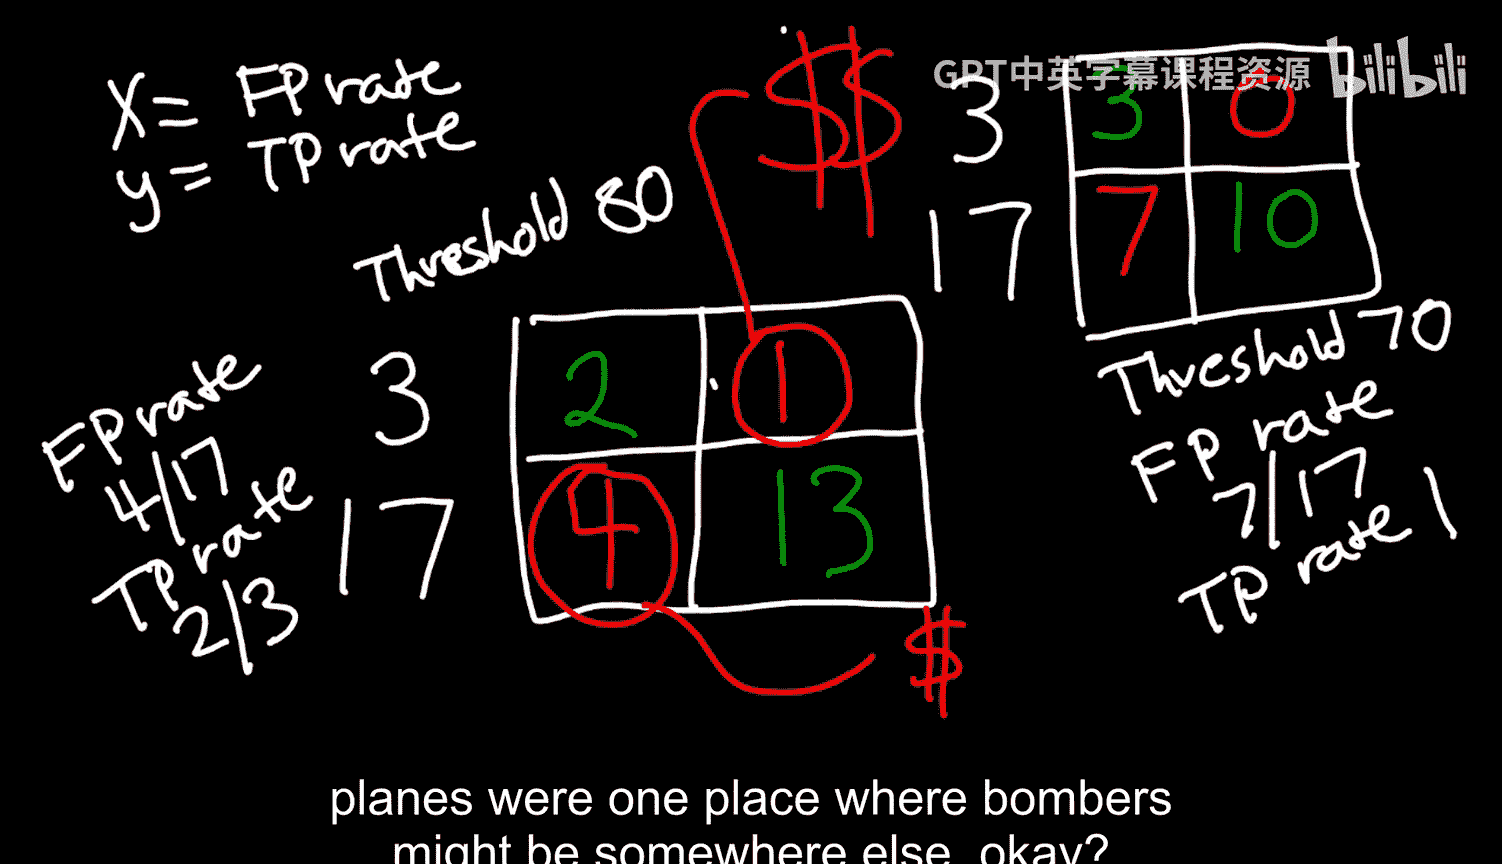 X = FP rate
y = TP rate
Threshold 80
$$
GPT中英字幕课程资源 bilibili
3 3 0
17 7 10
Threshold 70
FP rate
7/17
TP rate 1
3 2 1
17 4 13
FP rate
4/17
TP rate
2/3
$
planes were one place where bombers
might be somewhere else, okay?